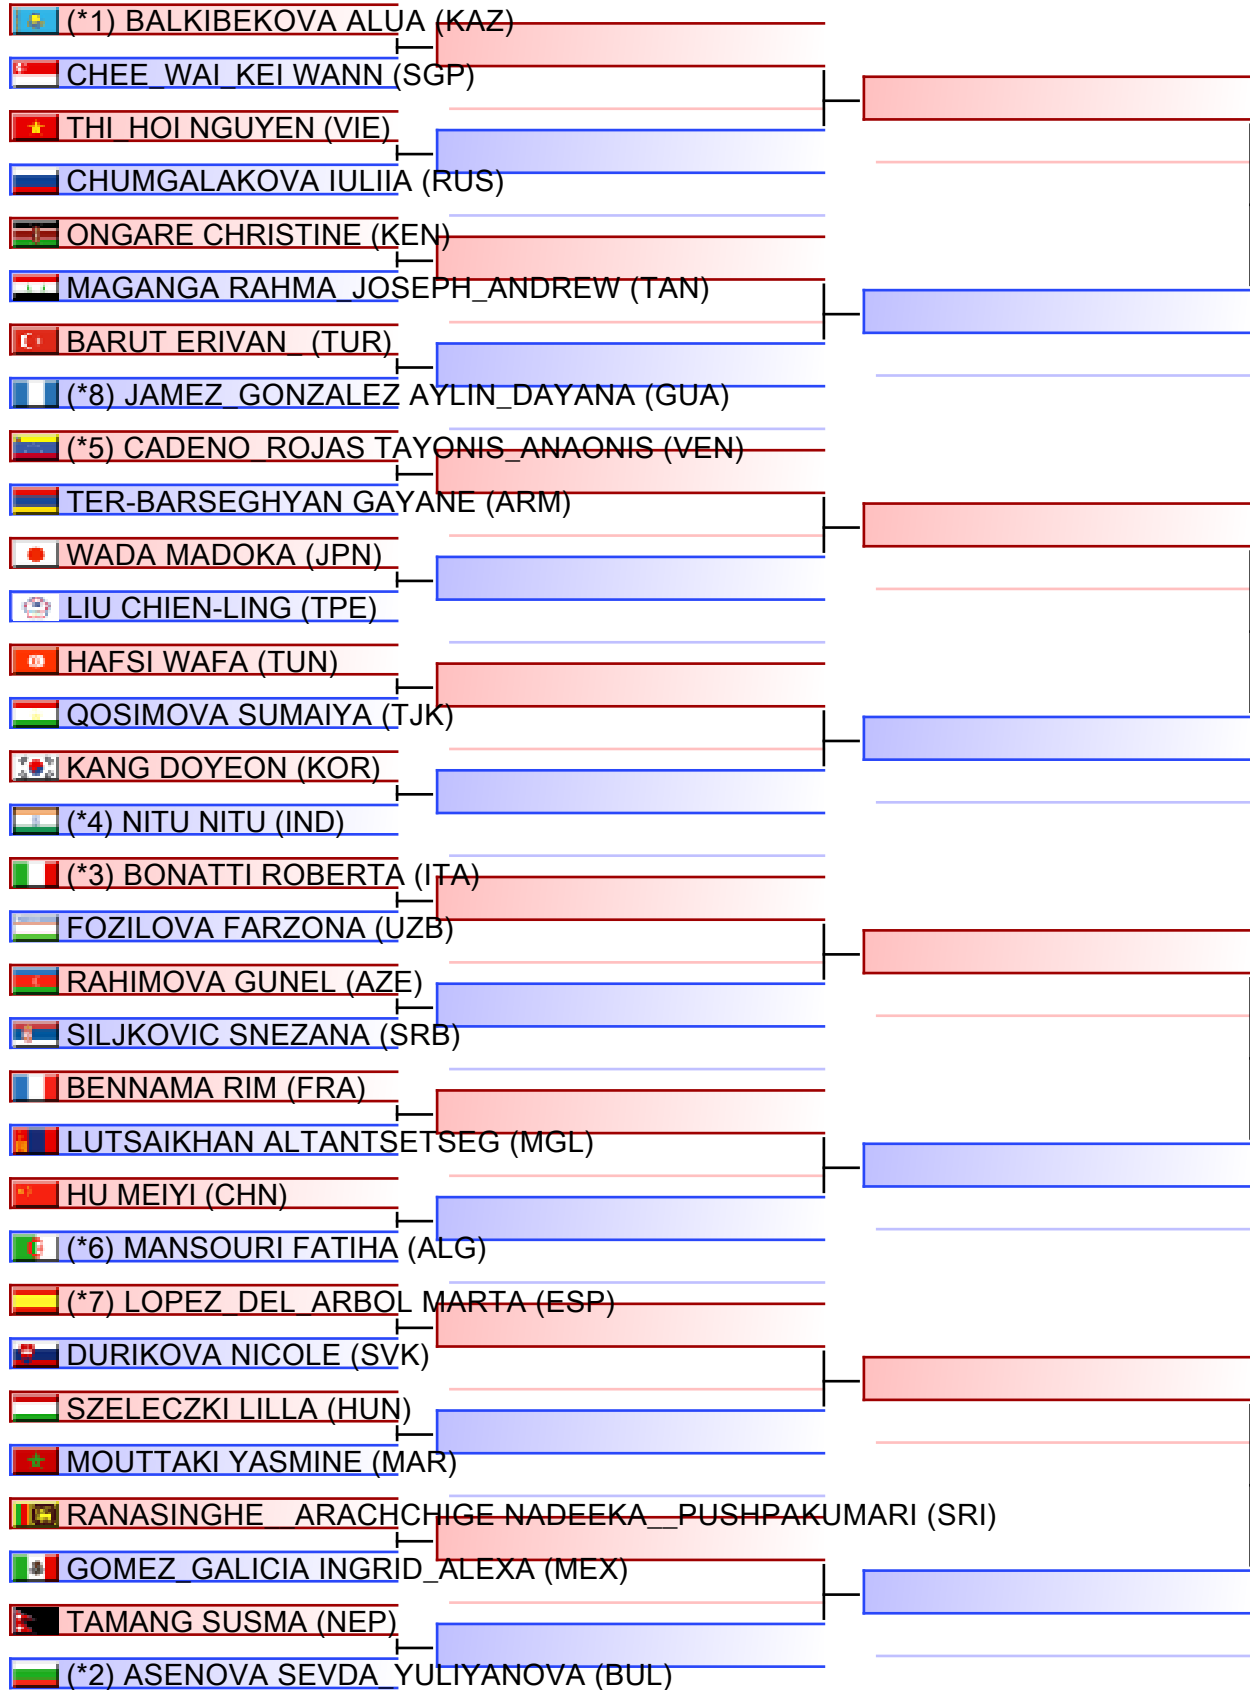 (*1) BALKIBEKOVA ALUA (KAZ)
CHEE_WAI_KEI WANN (SGP)
THI_HOI NGUYEN (VIE)
CHUMGALAKOVA IULIIA (RUS)
ONGARE CHRISTINE (KEN)
MAGANGA RAHMA_JOSEPH_ANDREW (TAN)
BARUT ERIVAN_ (TUR)
(*8) JAMEZ_GONZALEZ AYLIN_DAYANA (GUA)
(*5) CADENO_ROJAS TAYONIS_ANAONIS (VEN)
TER-BARSEGHYAN GAYANE (ARM)
WADA MADOKA (JPN)
LIU CHIEN-LING (TPE)
HAFSI WAFA (TUN)
QOSIMOVA SUMAIYA (TJK)
KANG DOYEON (KOR)
(*4) NITU NITU (IND)
(*3) BONATTI ROBERTA (ITA)
FOZILOVA FARZONA (UZB)
RAHIMOVA GUNEL (AZE)
SILJKOVIC SNEZANA (SRB)
BENNAMA RIM (FRA)
LUTSAIKHAN ALTANTSETSEG (MGL)
HU MEIYI (CHN)
(*6) MANSOURI FATIHA (ALG)
(*7) LOPEZ_DEL_ARBOL MARTA (ESP)
DURIKOVA NICOLE (SVK)
SZELECZKI LILLA (HUN)
MOUTTAKI YASMINE (MAR)
RANASINGHE__ARACHCHIGE NADEEKA__PUSHPAKUMARI (SRI)
GOMEZ_GALICIA INGRID_ALEXA (MEX)
TAMANG SUSMA (NEP)
(*2) ASENOVA SEVDA_YULIYANOVA (BUL)